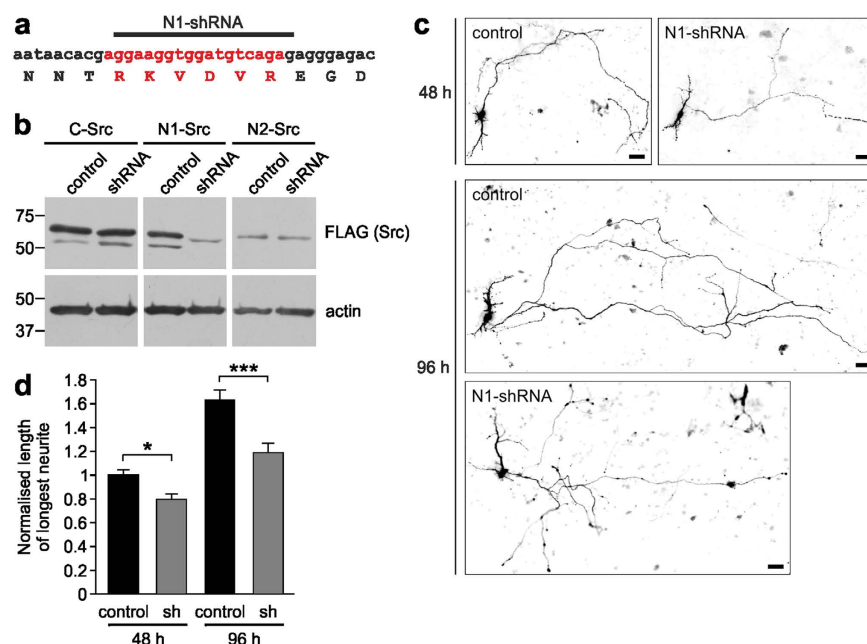 a
N1-shRNA
aataacacgaggaaggtggatgtcagagagggagac
N N T R K V D V R E G D
b
C-Src N1-Src N2-Src
control shRNA control shRNA control shRNA
75
50
FLAG (Src)
50
37
actin
c
48 h
control
N1-shRNA
96 h
control
N1-shRNA
d
Normalised length
of longest neurite
1.8
1.6
1.4
1.2
1
0.8
0.6
0.4
0.2
0
*
***
control sh control sh
48 h 96 h